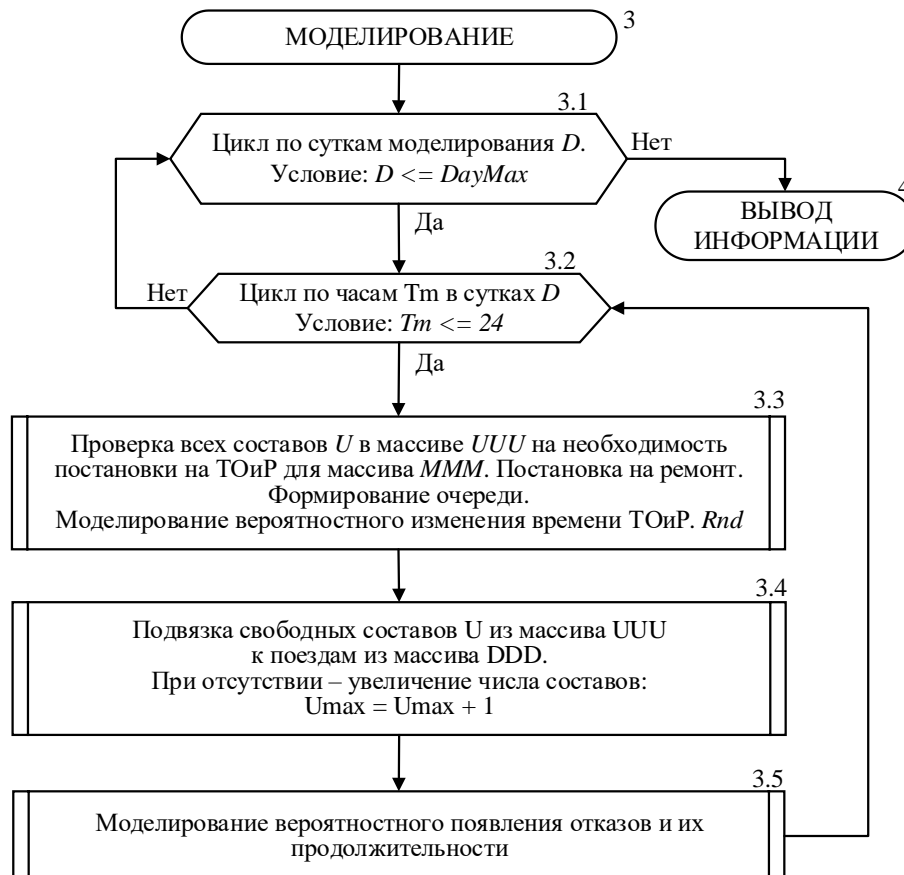 МОДЕЛИРОВАНИЕ
3
3.1
Цикл по суткам моделирования D.
Условие: D <= DayMax
Нет
4
ВЫВОД
ИНФОРМАЦИИ
Да
3.2
Нет
Цикл по часам Tm в сутках D
Условие: Tm <= 24
Да
3.3
Проверка всех составов U в массиве UUU на необходимость
постановки на ТОиР для массива MMM. Постановка на ремонт.
Формирование очереди.
Моделирование вероятностного изменения времени ТОиР. Rnd
3.4
Подвязка свободных составов U из массива UUU
к поездам из массива DDD.
При отсутствии – увеличение числа составов:
Umax = Umax + 1
3.5
Моделирование вероятностного появления отказов и их
продолжительности